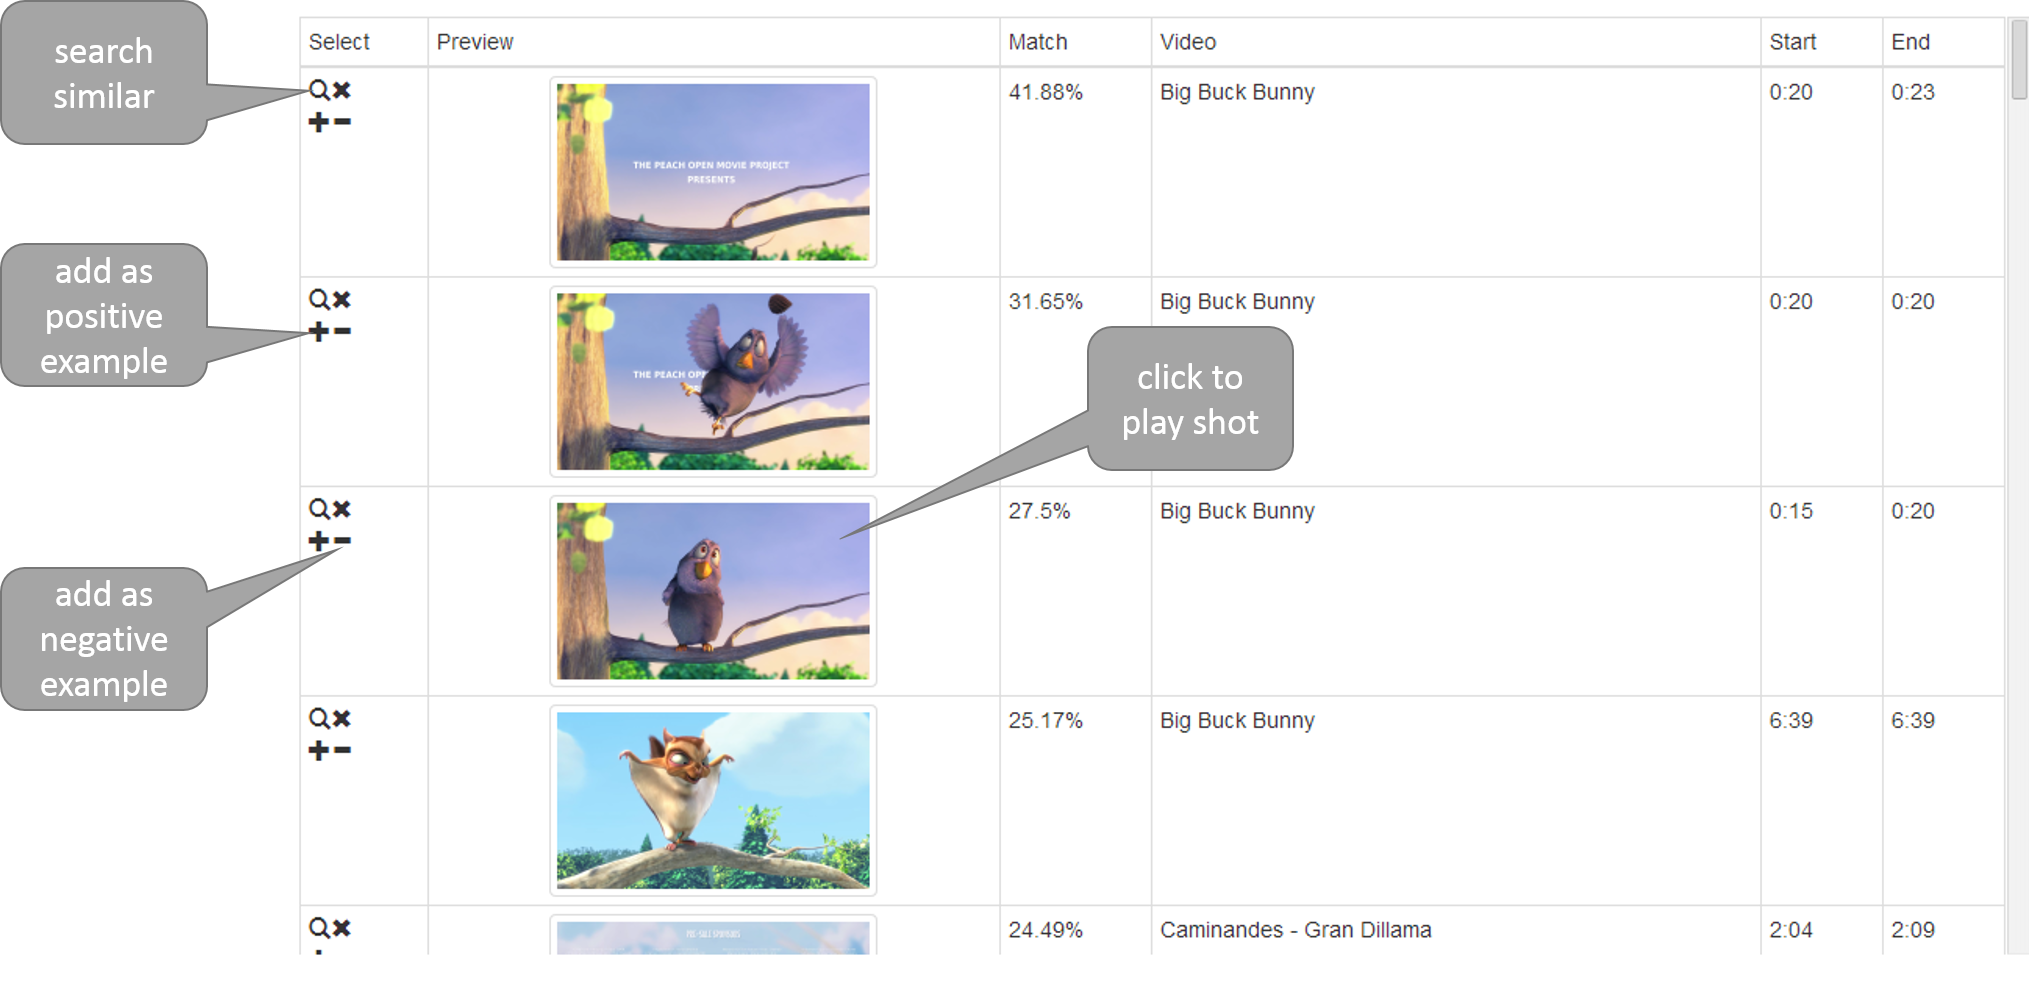 Select Preview Match Video Start End
search
similar
41.88% Big Buck Bunny 0:20 0:23
THE PEACH OPEN MOVIE PROJECT
PRESENTS
add as
positive
example
31.65% Big Buck Bunny 0:20 0:20
THE PEACH
click to
play shot
27.5% Big Buck Bunny 0:15 0:20
add as
negative
example
25.17% Big Buck Bunny 6:39 6:39
24.49% Caminandes - Gran Dillama 2:04 2:09